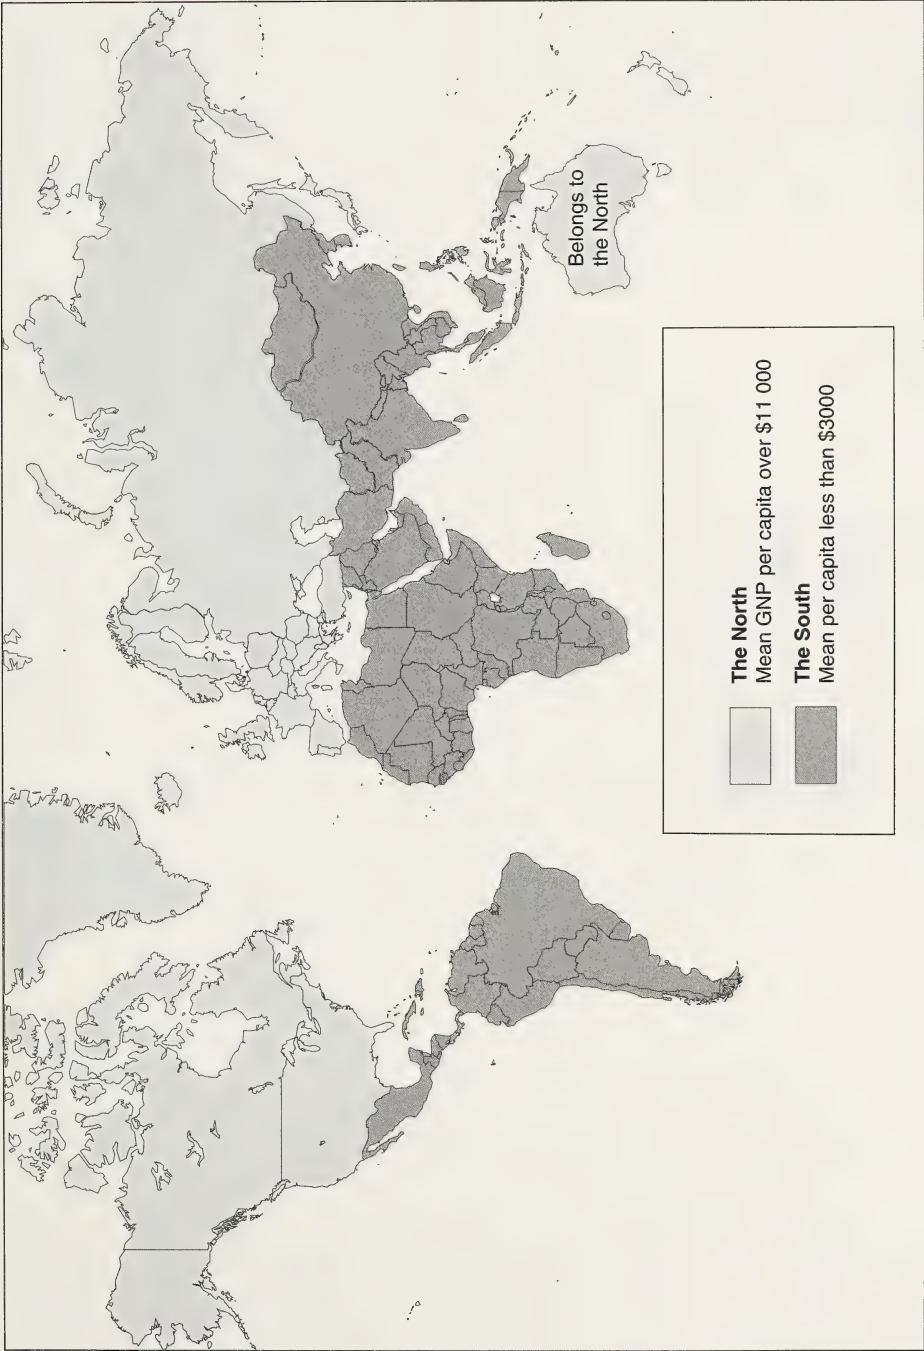 Belongs to
the North
The North
Mean GNP per capita over $11 000
The South
Mean per capita less than $3000